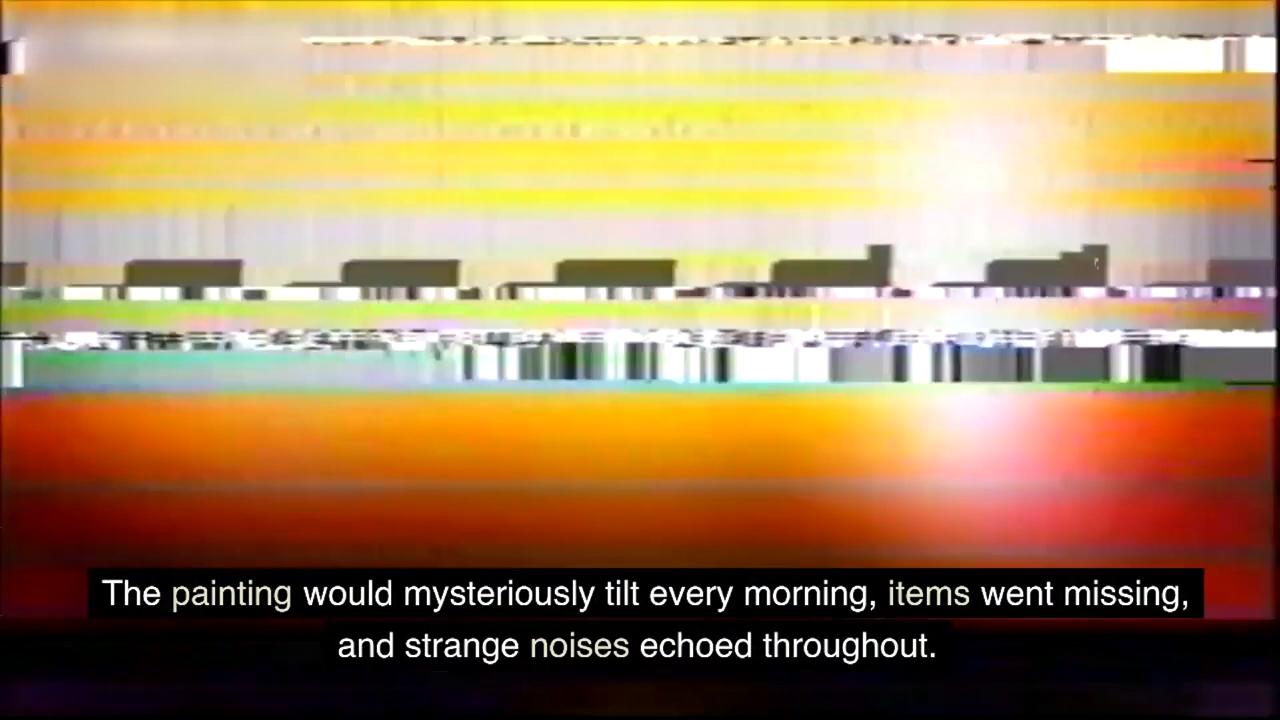 The painting would mysteriously tilt every morning, items went missing,
and strange noises echoed throughout.